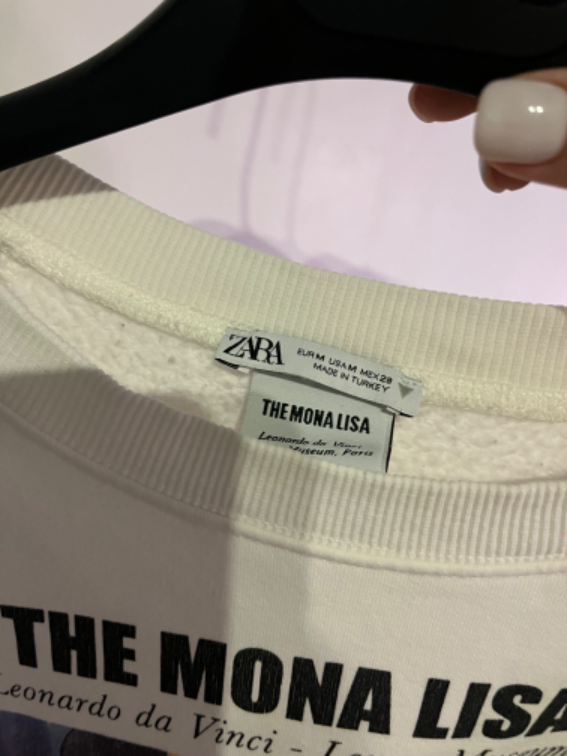 ZARA
EUR M USA M MEX 28
MADE IN TURKEY
THE MONA LISA
Leonardo da Vinci
Museum, Paris
THE MONA LISA
Leonardo da Vinci -